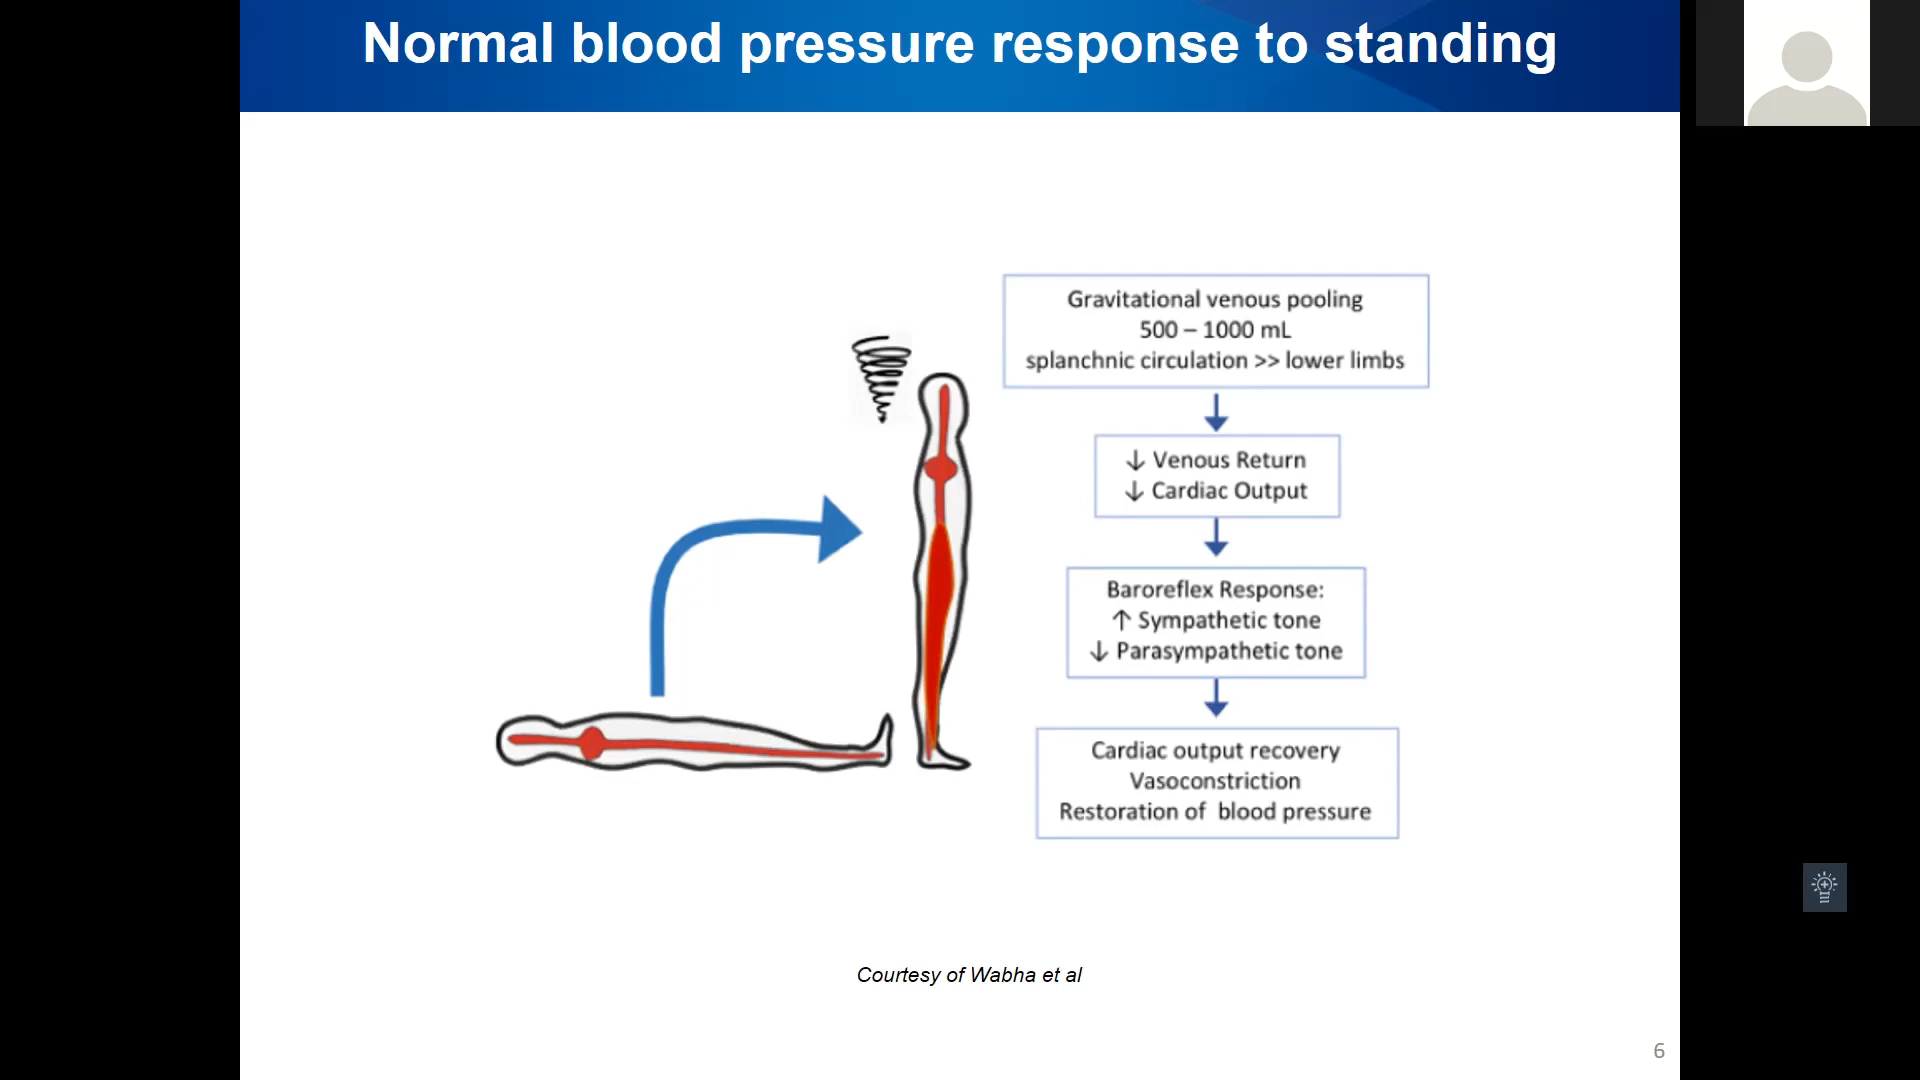 Normal blood pressure response to standing
Gravitational venous pooling
500 – 1000 mL
splanchnic circulation >> lower limbs
↓ Venous Return
↓ Cardiac Output
Baroreflex Response:
↑ Sympathetic tone
↓ Parasympathetic tone
Cardiac output recovery
Vasoconstriction
Restoration of  blood pressure
Courtesy of Wabha et al
6